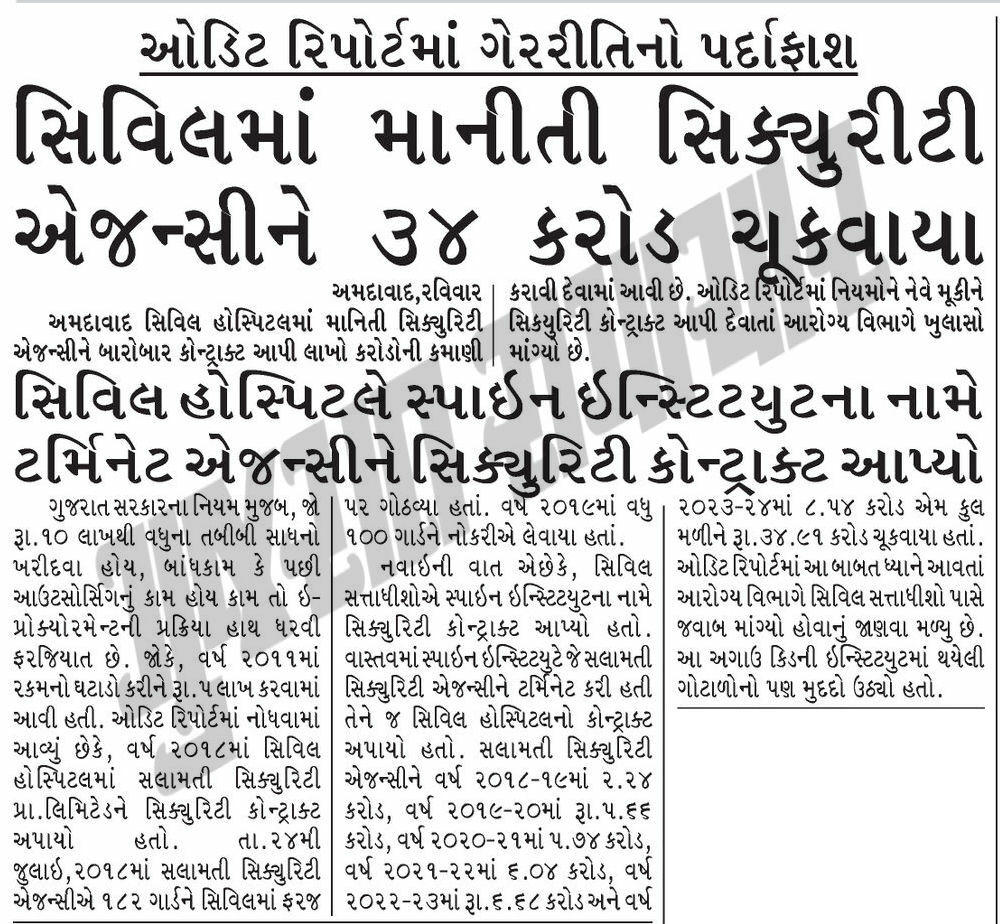 ઓડિટ રિપોર્ટમાં ગેરરીતિનો પર્દાફાશ
સિવિલમાં માનીતી સિક્યુરીટી
એજન્સીને ૩૪ કરોડ ચૂકવાયા
અમદાવાદ,રવિવાર
અમદાવાદ સિવિલ હોસ્પિટલમાં માનિતી સિક્યુરિટી
એજન્સીને બારોબાર કોન્ટ્રાક્ટ આપી લાખો કરોડોની કમાણી
કરાવી દેવામાં આવી છે. ઓડિટ રિપોર્ટમાં નિયમોને નેવે મૂકીને
સિકયુરિટી કોન્ટ્રાક્ટ આપી દેવાતાં આરોગ્ય વિભાગે ખુલાસો
માંગ્યો છે.
સિવિલ હોસ્પિટલે સ્પાઇન ઇન્સ્ટિટયુટના નામે
ટર્મિનેટ એજન્સીને સિક્યુરિટી કોન્ટ્રાક્ટ આપ્યો
ગુજરાત સરકારના નિયમ મુજબ, જો
રૂા.૧૦ લાખથી વધુના તબીબી સાધનો
ખરીદવા હોય, બાંધકામ કે પછી
આઉટસોર્સિંગનું કામ હોય કામ તો ઇ-
પ્રોક્યોરમેન્ટની પ્રક્રિયા હાથ ધરવી
ફરજિયાત છે. જોકે, વર્ષ ૨૦૧૧માં
રકમનો ઘટાડો કરીને રૂા.૫ લાખ કરવામાં
આવી હતી. ઓડિટ રિપોર્ટમાં નોધવામાં
આવ્યું છેકે, વર્ષ ૨૦૧૮માં સિવિલ
હોસ્પિટલમાં સલામતી સિક્યુરિટી
પ્રા.લિમિટેડને સિક્યુરિટી કોન્ટ્રાક્ટ
અપાયો હતો. તા.૨૪મી
જુલાઇ,૨૦૧૮માં સલામતી સિક્યુરિટી
એજન્સીએ ૧૮૨ ગાર્ડને સિવિલમાં ફરજ
પર ગોઠવ્યા હતાં. વર્ષ ૨૦૧૯માં વધુ
૧૦૦ ગાર્ડને નોકરીએ લેવાયા હતાં.
નવાઇની વાત એછેકે, સિવિલ
સત્તાધીશોએ સ્પાઇન ઇન્સ્ટિટયુટના નામે
સિક્યુરિટી કોન્ટ્રાક્ટ આપ્યો હતો.
વાસ્તવમાં સ્પાઇન ઇન્સ્ટિટયુટે જે સલામતી
સિક્યુરિટી એજન્સીને ટર્મિનેટ કરી હતી
તેને જ સિવિલ હોસ્પિટલનો કોન્ટ્રાક્ટ
અપાયો હતો. સલામતી સિક્યુરિટી
એજન્સીને વર્ષ ૨૦૧૮-૧૯માં ૨.૨૪
કરોડ, વર્ષ ૨૦૧૯-૨૦માં રૂા.૫.૬૬
કરોડ, વર્ષ ૨૦૨૦-૨૧માં ૫.૭૪ કરોડ,
વર્ષ ૨૦૨૧-૨૨માં ૬.૦૪ કરોડ, વર્ષ
૨૦૨૨-૨૩માં રૂા.૬.૬૮ કરોડ અને વર્ષ
૨૦૨૩-૨૪માં ૮.૫૪ કરોડ એમ કુલ
મળીને રૂા.૩૪.૯૧ કરોડ ચૂકવાયા હતાં.
ઓડિટ રિપોર્ટમાં આ બાબત ધ્યાને આવતાં
આરોગ્ય વિભાગે સિવિલ સત્તાધીશો પાસે
જવાબ માંગ્યો હોવાનું જાણવા મળ્યુ છે.
આ અગાઉ કિડની ઇન્સ્ટિટયુટમાં થયેલી
ગોટાળોનો પણ મુદદો ઉઠ્યો હતો.
ગુજરાત સમાચાર